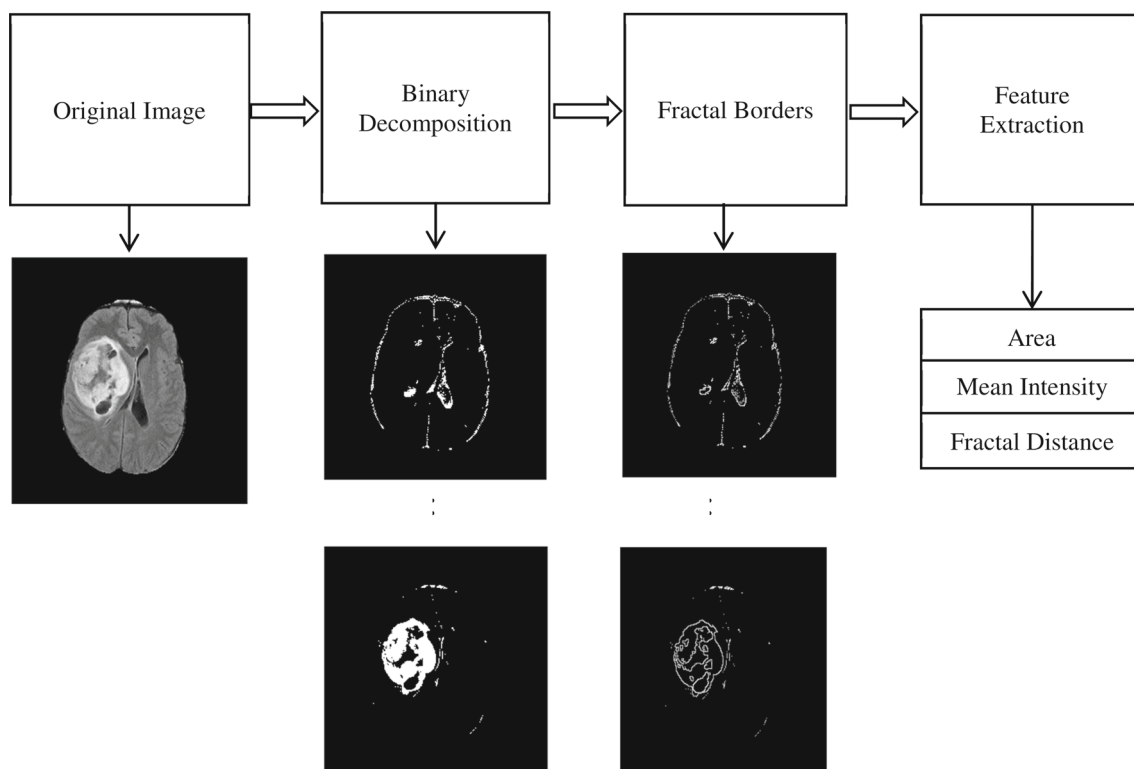 Original Image
Binary
Decomposition
Fractal Borders
Feature
Extraction
Area
Mean Intensity
Fractal Distance